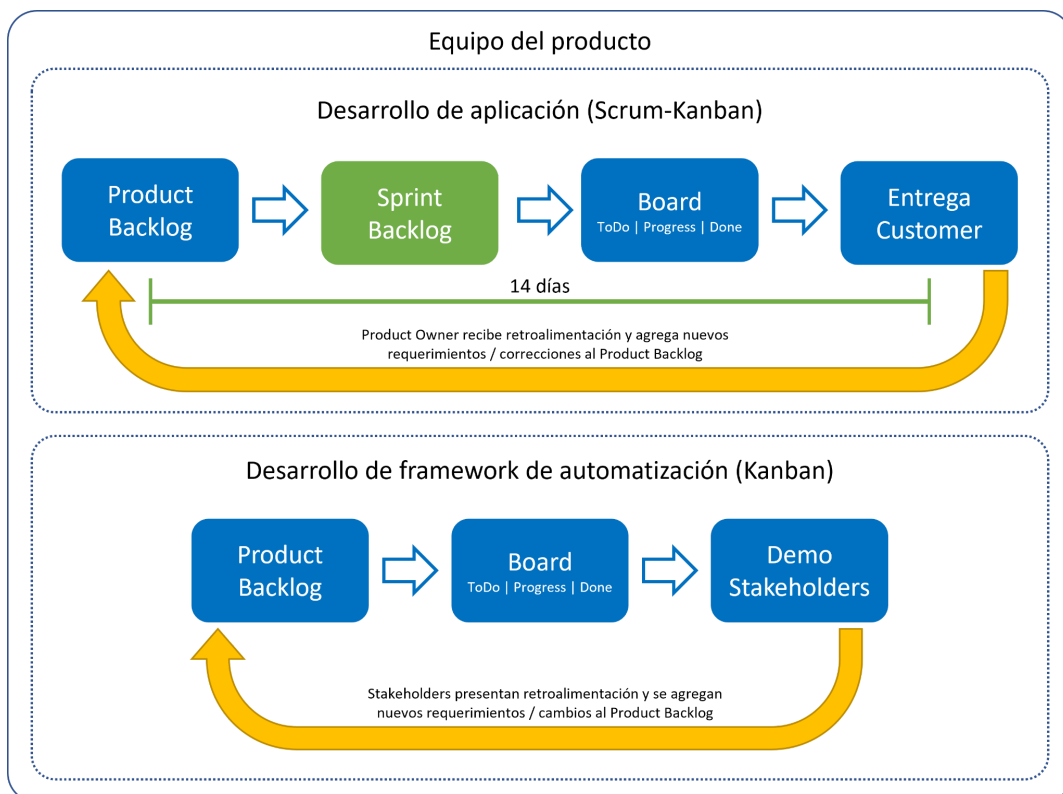 Equipo del producto
Desarrollo de aplicación (Scrum-Kanban)
Product
Backlog
Sprint
Backlog
Board
ToDo | Progress | Done
Entrega
Customer
14 días
Product Owner recibe retroalimentación y agrega nuevos
requerimientos / correcciones al Product Backlog
Desarrollo de framework de automatización (Kanban)
Product
Backlog
Board
ToDo | Progress | Done
Demo
Stakeholders
Stakeholders presentan retroalimentación y se agregan
nuevos requerimientos / cambios al Product Backlog